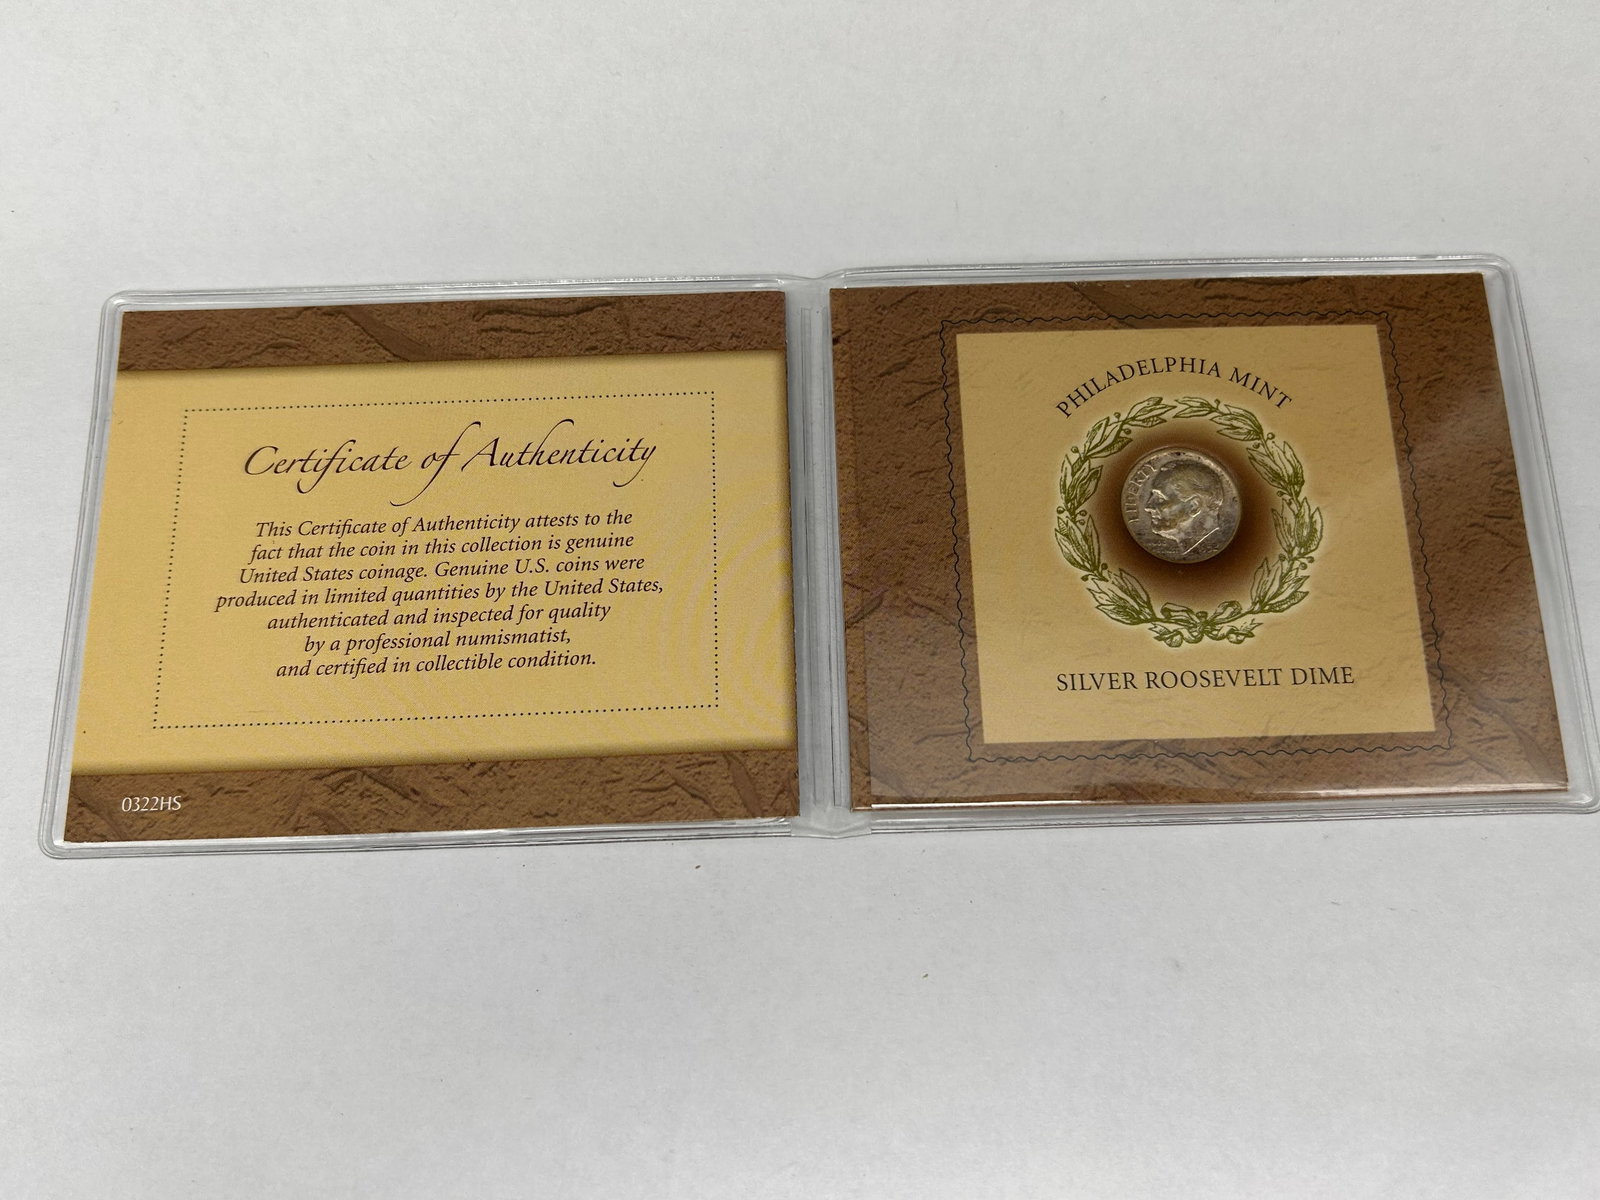 Certificate of Authenticity
This Certificate of Authenticity attests to the
fact that the coin in this collection is genuine
United States coinage. Genuine U.S. coins were
produced in limited quantities by the United States,
authenticated and inspected for quality
by a professional numismatist,
and certified in collectible condition.
0322HS
PHILADELPHIA MINT
LIBERTY
SILVER ROOSEVELT DIME